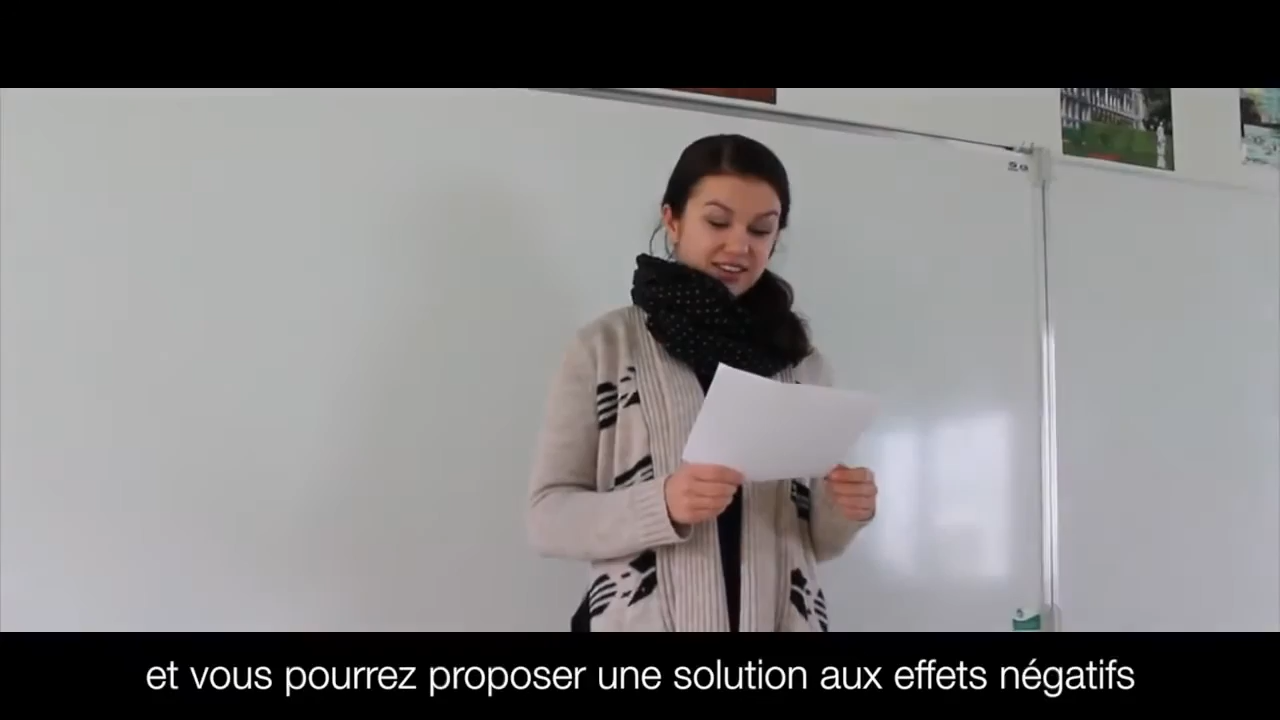 et vous pourrez proposer une solution aux effets négatifs